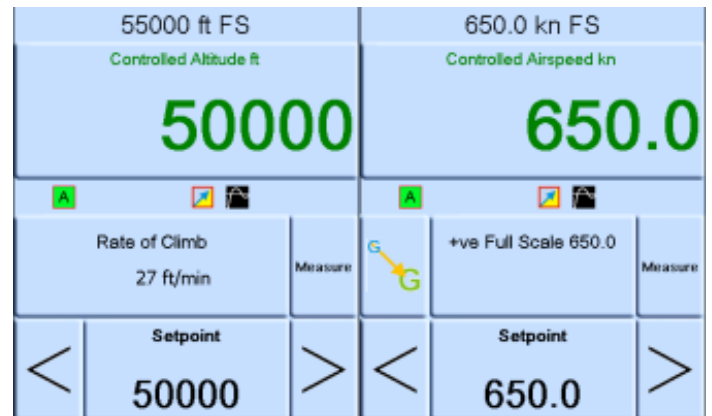 55000 ft FS
Controlled Altitude ft
50000
A
Rate of Climb
27 ft/min
Measure
<
Setpoint
50000
>
650.0 kn FS
Controlled Airspeed kn
650.0
A
G
G
+ve Full Scale 650.0
Measure
<
Setpoint
650.0
>